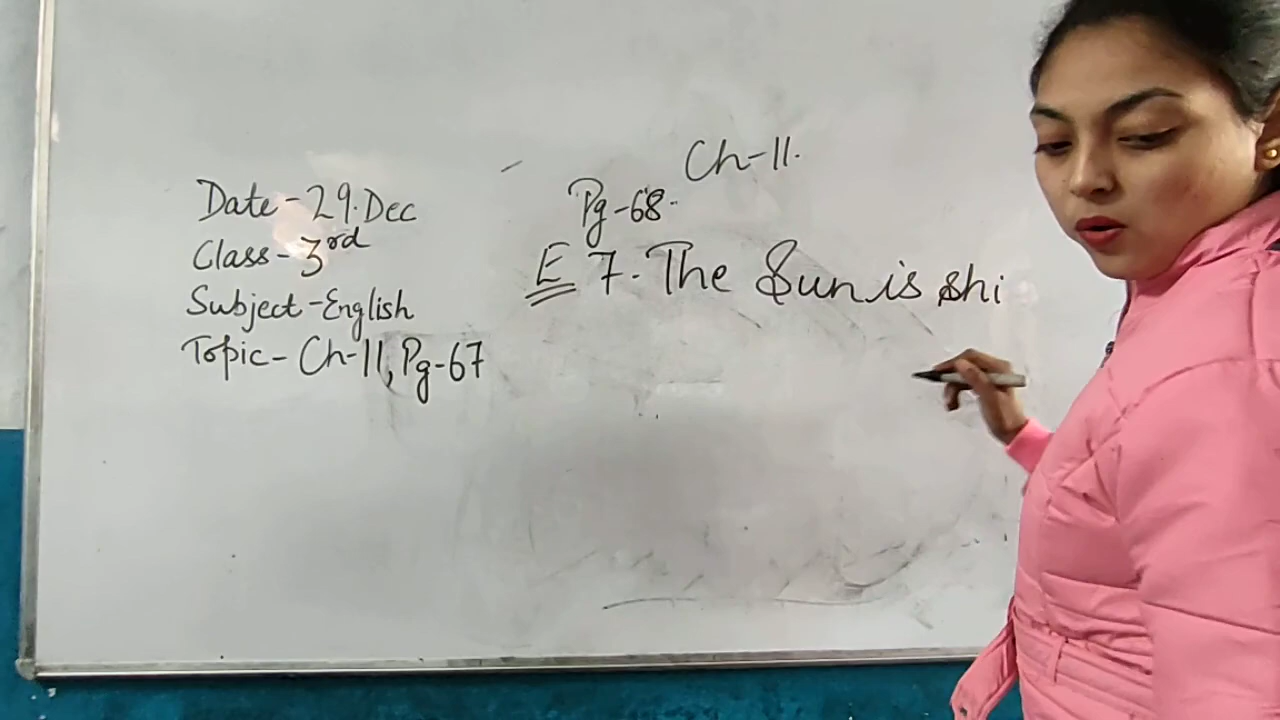 Date-29.Dec
Class-3rd
Subject-English
Topic-Ch-11,Pg-67
Ch-11.
Pg-68.
E 7. The Sun is shi